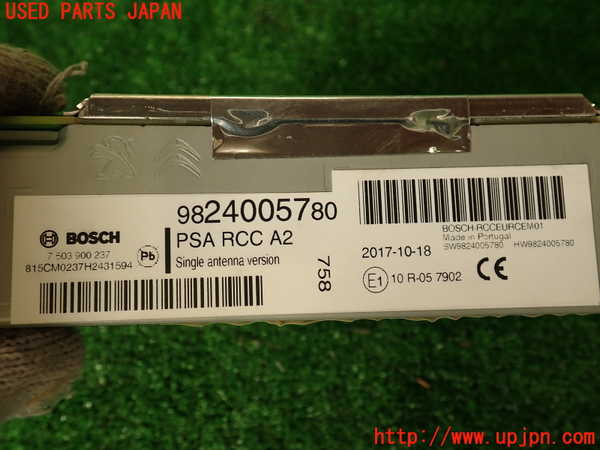 USED PARTS JAPAN
BOSCH
7 503 900 237
815CM0237H2431594
Pb
9824005780
PSA RCC A2
Single antenna version
758
BOSCH-RCCEURCEM01
Made in Portugal
SW9824005780 HW9824005780
2017-10-18
E1 10 R-05 7902
CE
http://www.upjpn.com/